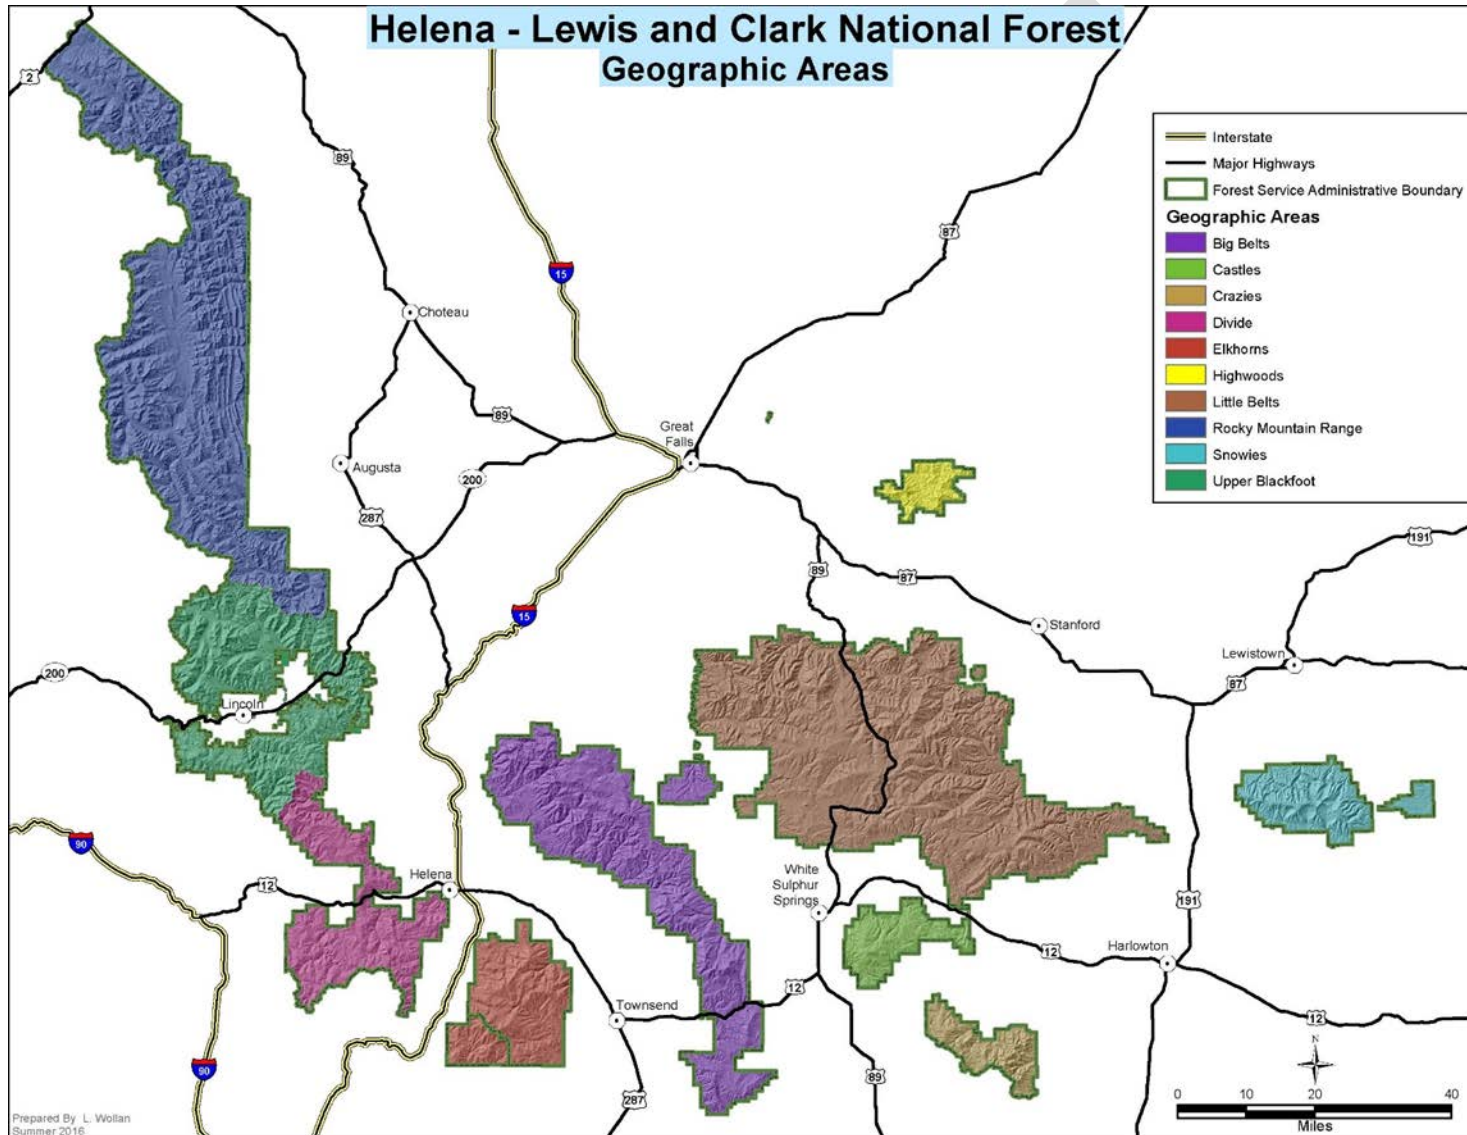 Helena - Lewis and Clark National Forest
Geographic Areas
Interstate
Major Highways
Forest Service Administrative Boundary
Geographic Areas
Big Belts
Castles
Crazies
Divide
Elkhorns
Highwoods
Little Belts
Rocky Mountain Range
Snowies
Upper Blackfoot
2
89
15
87
Choteau
89
Great
Falls
Augusta
200
287
191
89
87
15
Stanford
Lewistown
87
200
Lincoln
90
12
Helena
White
Sulphur
Springs
191
12
Harlowton
12
Townsend
12
90
89
287
N
0 10 20 40
Miles
Prepared By L. Wollan
Summer 2016